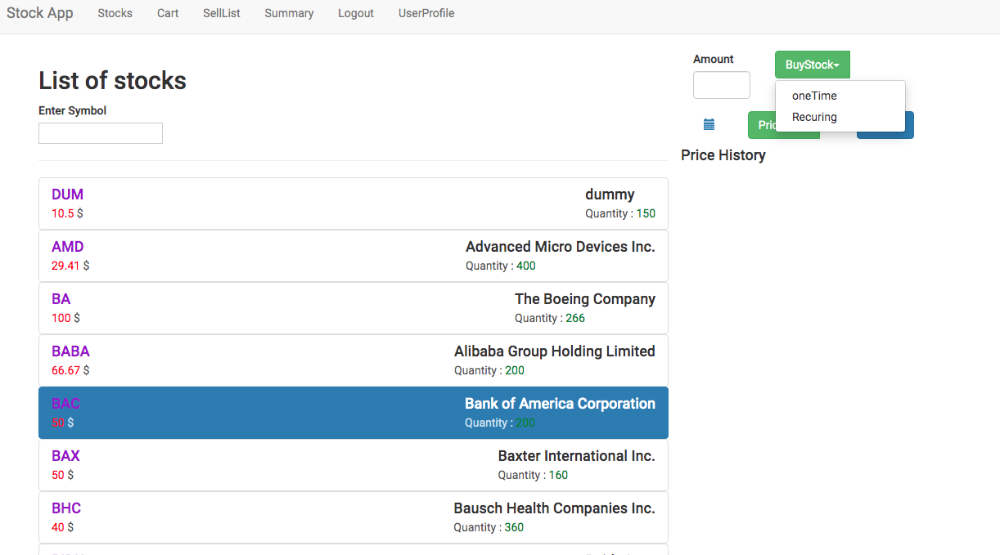 Stock App Stocks Cart SellList Summary Logout UserProfile
List of stocks
Enter Symbol
Amount
BuyStock
oneTime
Recuring
Price History
DUM dummy
10.5 $ Quantity : 150
AMD Advanced Micro Devices Inc.
29.41 $ Quantity : 400
BA The Boeing Company
100 $ Quantity : 266
BABA Alibaba Group Holding Limited
66.67 $ Quantity : 200
BAC Bank of America Corporation
50 $ Quantity : 200
BAX Baxter International Inc.
50 $ Quantity : 160
BHC Bausch Health Companies Inc.
40 $ Quantity : 360